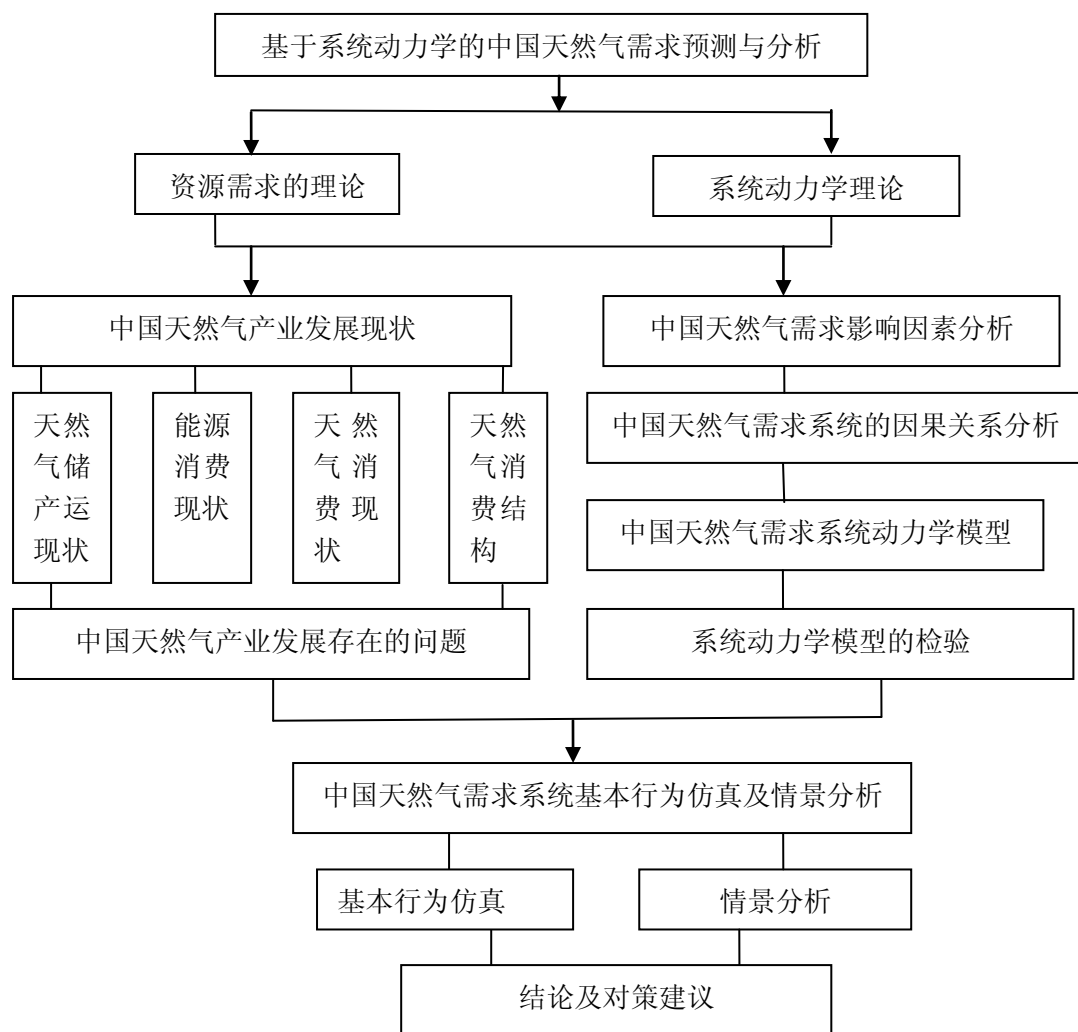 基于系统动力学的中国天然气需求预测与分析
资源需求的理论
系统动力学理论
中国天然气产业发展现状
中国天然气需求影响因素分析
天然
气储
产运
现状
能源
消费
现状
天然
气消
费现
状
天然
气消
费结
构
中国天然气需求系统的因果关系分析
中国天然气需求系统动力学模型
中国天然气产业发展存在的问题
系统动力学模型的检验
中国天然气需求系统基本行为仿真及情景分析
基本行为仿真
情景分析
结论及对策建议